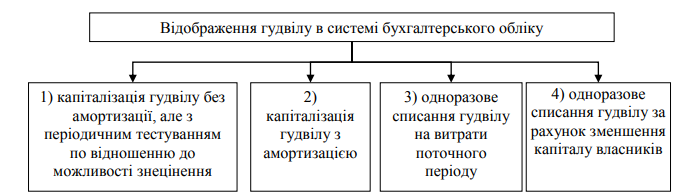 Відображення гудвілу в системі бухгалтерського обліку
1) капіталізація гудвілу без
амортизації, але з
періодичним тестуванням
по відношенню до
можливості знецінення
2)
капіталізація
гудвілу з
амортизацією
3) одноразове
списання гудвілу
на витрати
поточного
періоду
4) одноразове
списання гудвілу за
рахунок зменшення
капіталу власників